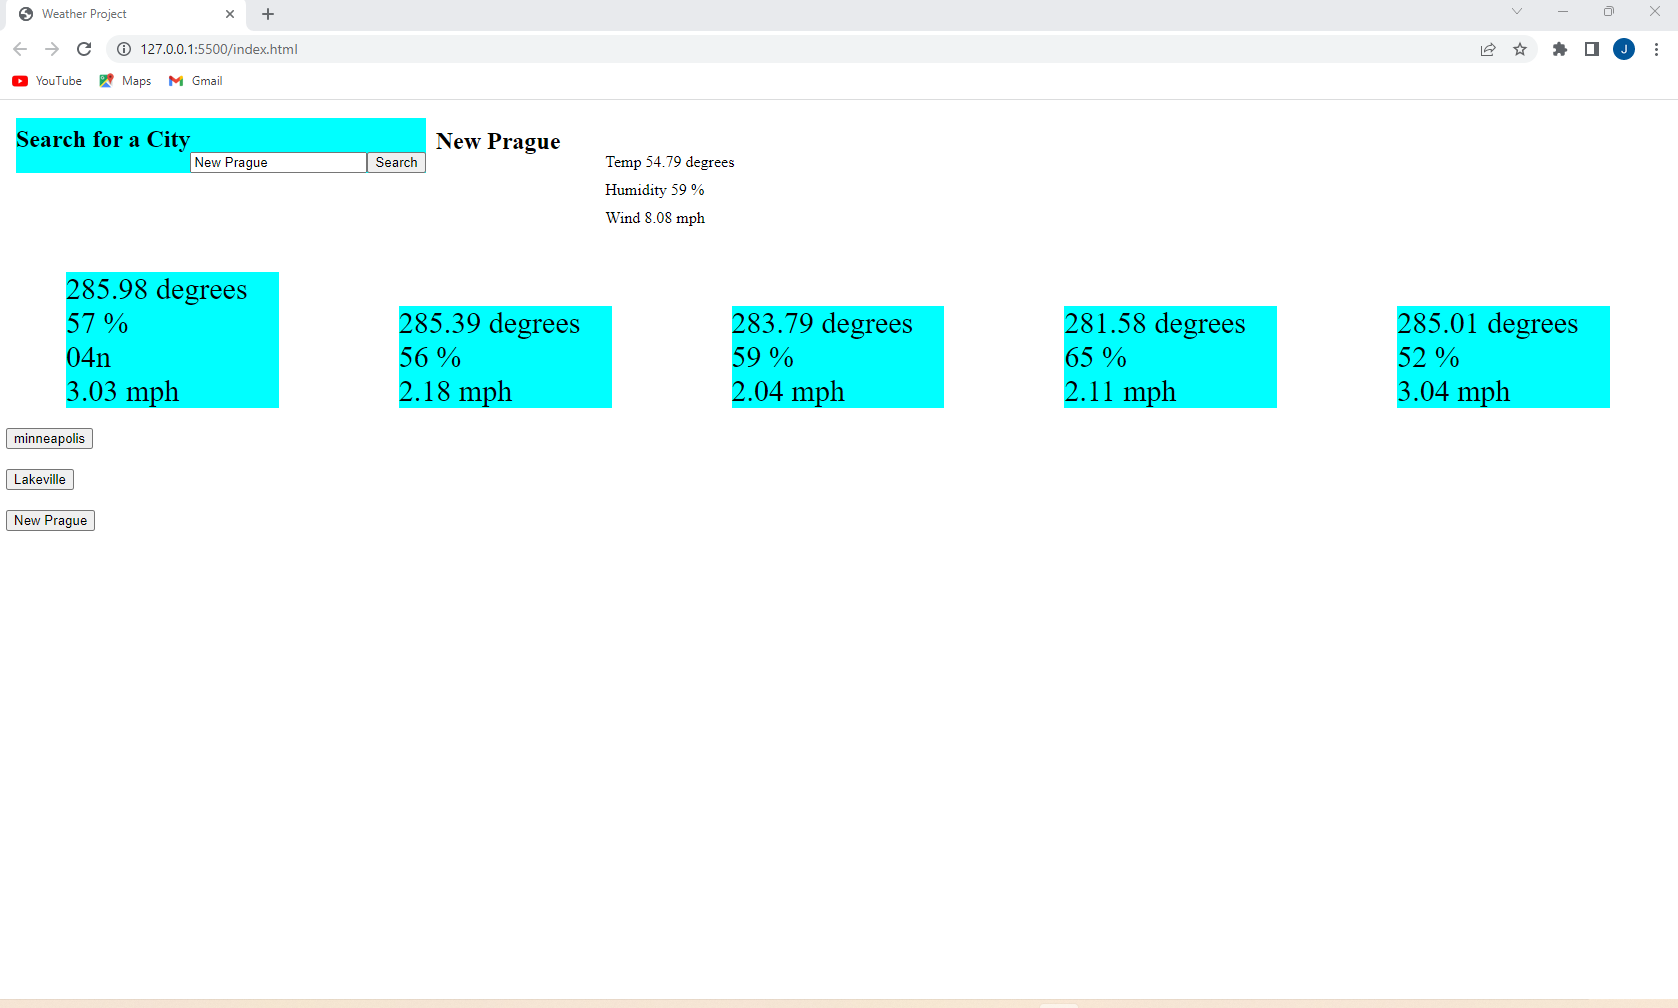 Weather Project
127.0.0.1:5500/index.html
J
YouTube Maps Gmail
Search for a City
New Prague Search
New Prague
Temp 54.79 degrees
Humidity 59 %
Wind 8.08 mph
285.98 degrees
57 %
04n
3.03 mph
285.39 degrees
56 %
2.18 mph
283.79 degrees
59 %
2.04 mph
281.58 degrees
65 %
2.11 mph
285.01 degrees
52 %
3.04 mph
minneapolis
Lakeville
New Prague